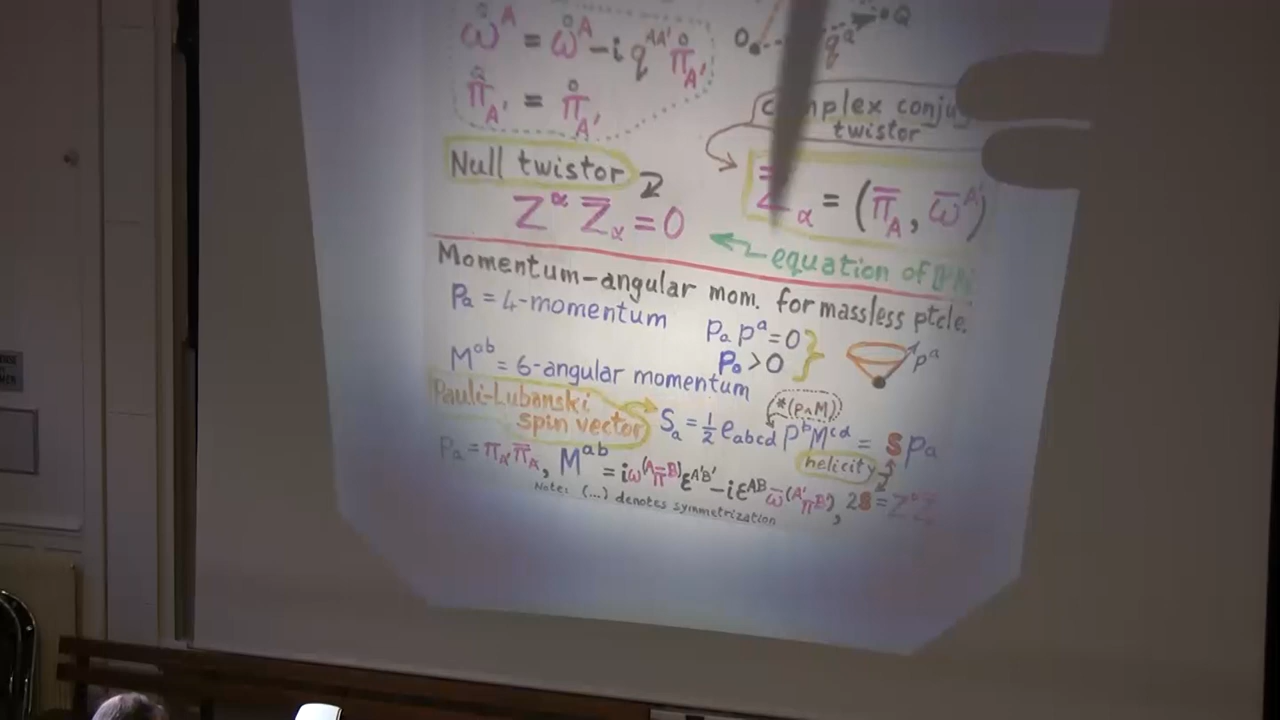 ω̊^A = ω̊^A − i q^{AA'} π̊_{A'}
π̊_{A'} = π̊_{A'}
O Q
q^a
complex conju
twistor
Null twistor
Z^α Z̄_α = 0
Z̄_α = (π̄_A, ω̄^{A'})
equation of PN
Momentum-angular mom. for massless ptcle.
P_a = 4-momentum
P_a p^a = 0
P_0 > 0
p^a
M^{ab} = 6-angular momentum
Pauli-Lubanski
spin vector
*(p∧M)
S_a = ½ e_{abcd} p^b M^{cd} = s p_a
helicity
P_a = π_{A'} π̄_A, M^{ab} = iω^{(A} π̄^{B)} ε^{A'B'} − iε^{AB} ω̄^{(A'} π^{B')}, 2s = Z^α Z̄
Note: (...) denotes symmetrization